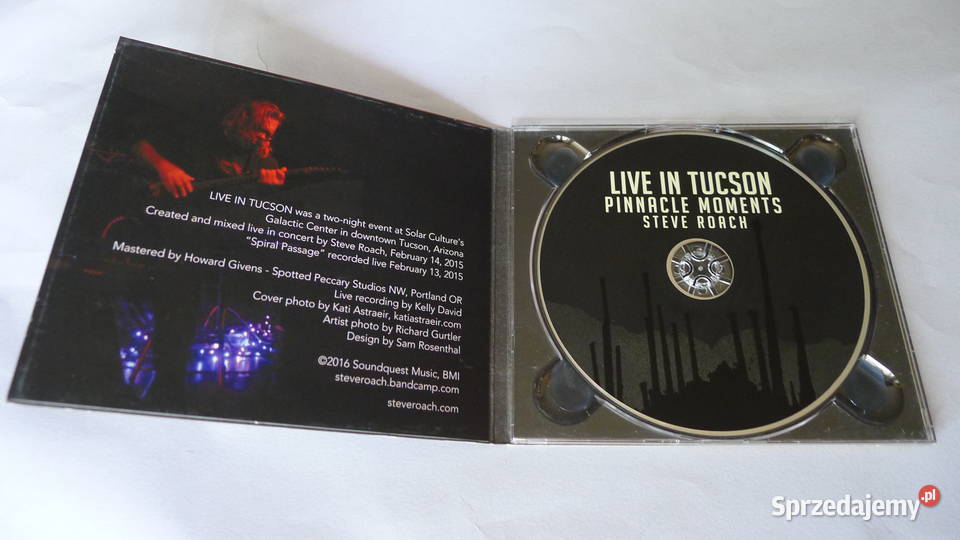 LIVE IN TUCSON was a two-night event at Solar Culture's
Galactic Center in downtown Tucson, Arizona
Created and mixed live in concert by Steve Roach, February 14, 2015
"Spiral Passage" recorded live February 13, 2015
Mastered by Howard Givens - Spotted Peccary Studios NW, Portland OR
Live recording by Kelly David
Cover photo by Kati Astraeir, katiastraeir.com
Artist photo by Richard Gurtler
Design by Sam Rosenthal
©2016 Soundquest Music, BMI
steveroach.bandcamp.com
steveroach.com
LIVE IN TUCSON
PINNACLE MOMENTS
STEVE ROACH
Sprzedajemy.pl